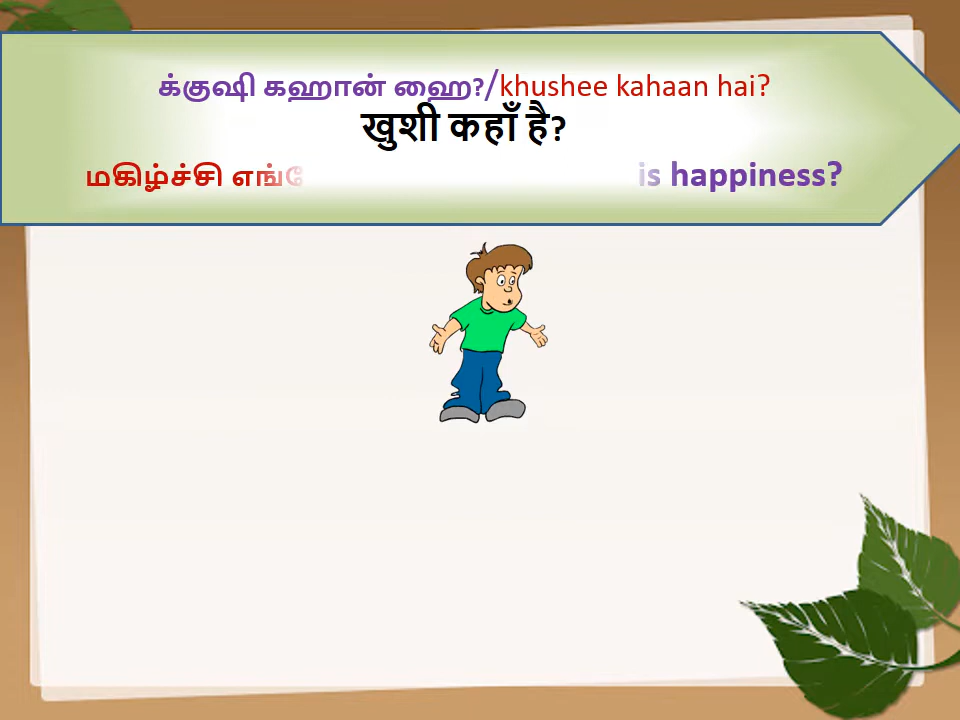 க்குஷி கஹான் ஹை?/khushee kahaan hai?
खुशी कहाँ है?
மகிழ்ச்சி is happiness?